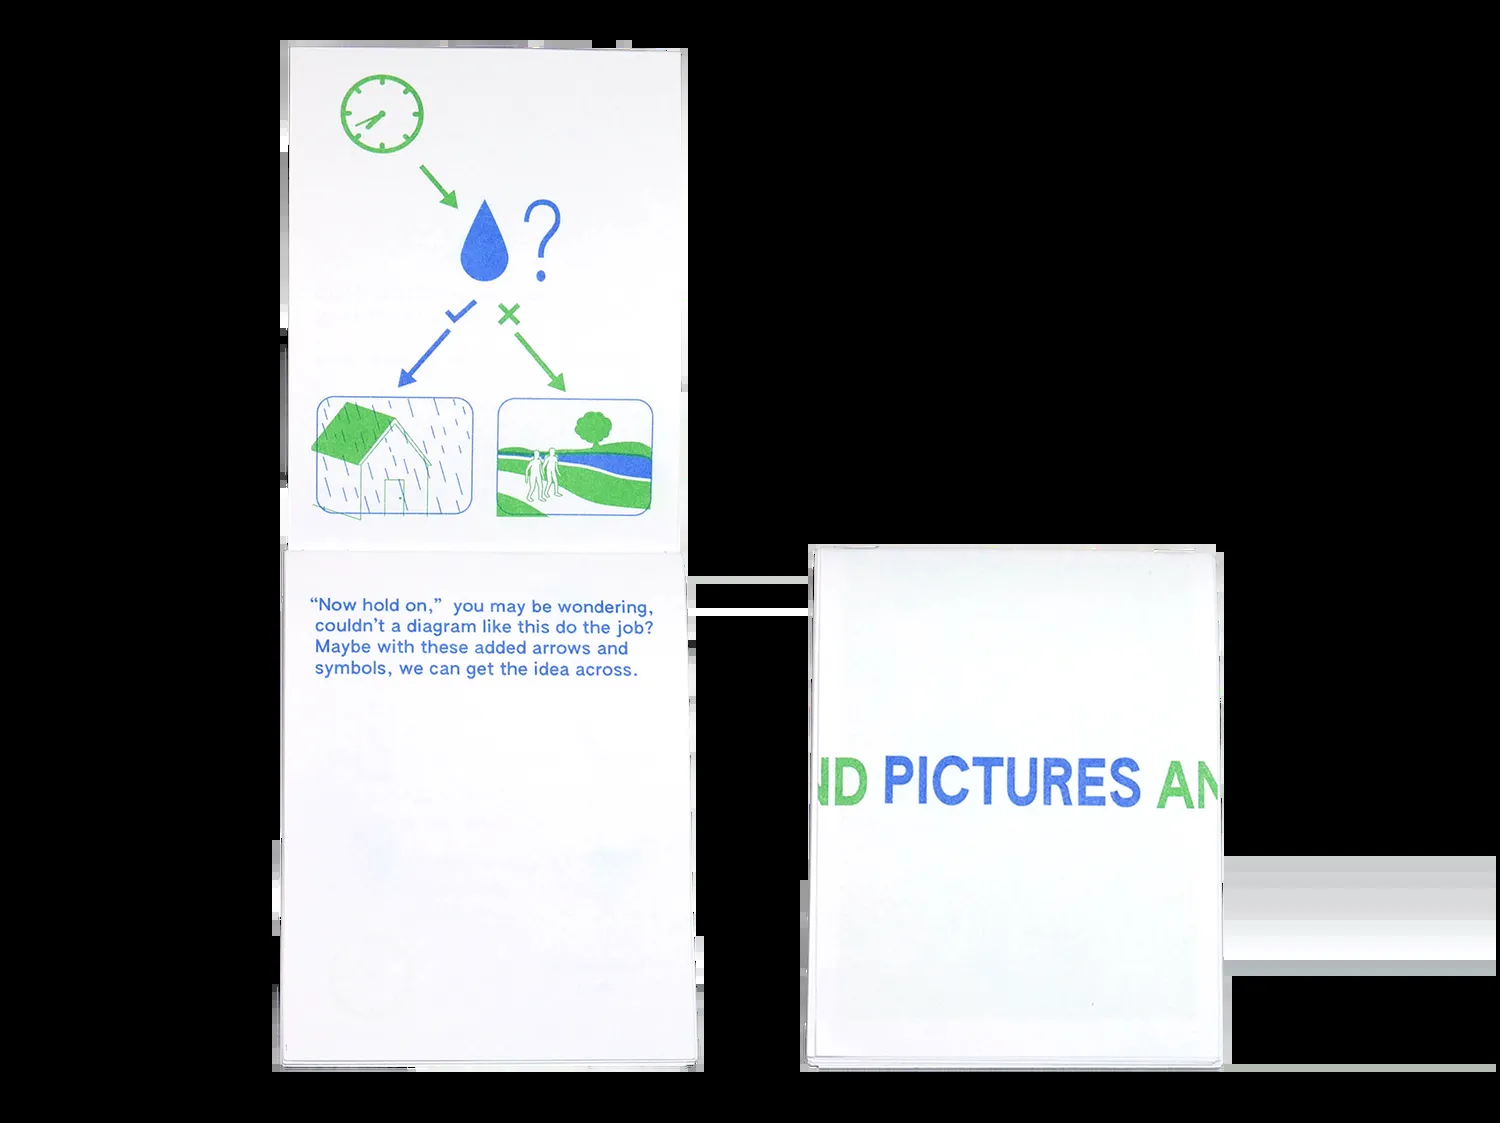 ?
“Now hold on,” you may be wondering,
couldn’t a diagram like this do the job?
Maybe with these added arrows and
symbols, we can get the idea across.
ND PICTURES AN